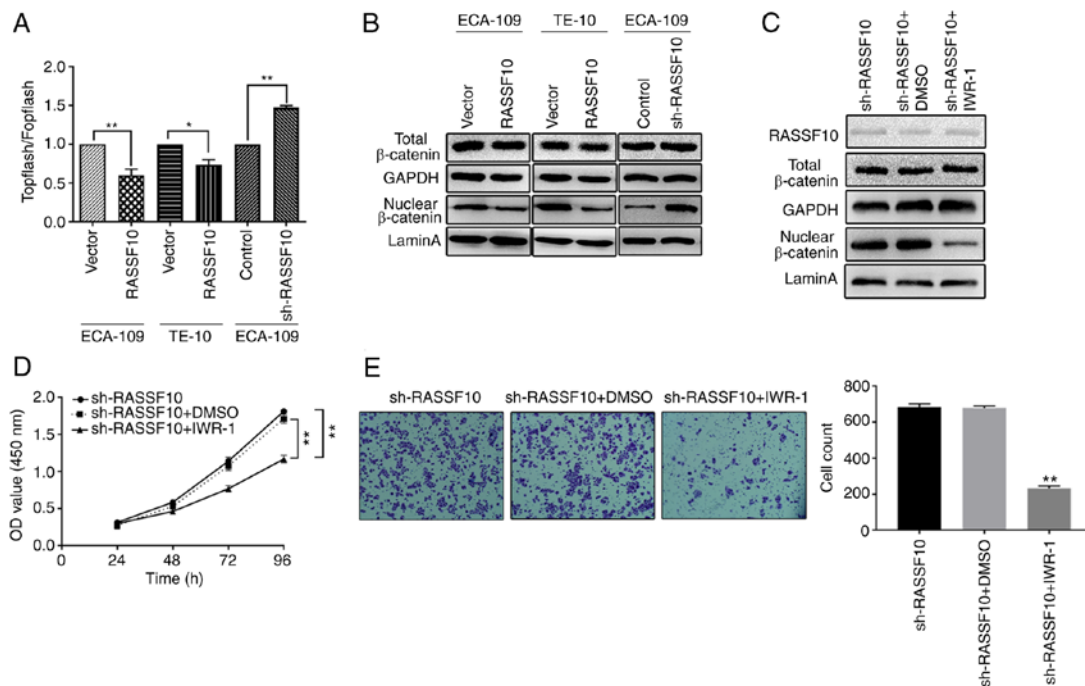 A
Topflash/Fopflash
2.0
1.5
1.0
0.5
0.0
**
*
**
Vector
RASSF10
Vector
RASSF10
Control
sh-RASSF10
ECA-109
TE-10
ECA-109
B
ECA-109
TE-10
ECA-109
Vector
RASSF10
Vector
RASSF10
Control
sh-RASSF10
Total
β-catenin
GAPDH
Nuclear
β-catenin
LaminA
C
sh-RASSF10
sh-RASSF10+
DMSO
sh-RASSF10+
IWR-1
RASSF10
Total
β-catenin
GAPDH
Nuclear
β-catenin
LaminA
D
OD value (450 nm)
2.0
1.5
1.0
0.5
0.0
sh-RASSF10
sh-RASSF10+DMSO
sh-RASSF10+IWR-1
**
**
0
24
48
72
96
Time (h)
E
sh-RASSF10
sh-RASSF10+DMSO
sh-RASSF10+IWR-1
Cell count
800
600
400
200
0
**
sh-RASSF10
sh-RASSF10+DMSO
sh-RASSF10+IWR-1